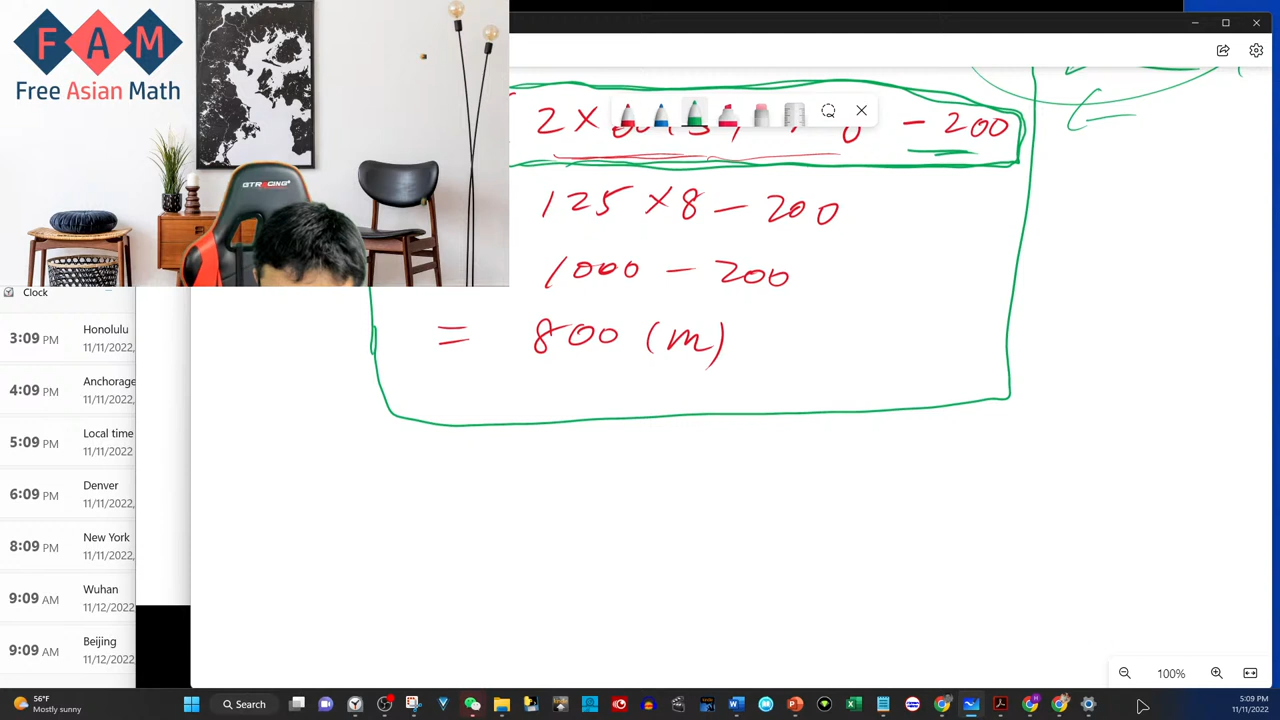 FAM
Free Asian Math
GTRACING
2 × - 200
125 × 8 - 200
1000 - 200
= 800 (m)
Clock
3:09 PM Honolulu
11/11/2022,
4:09 PM Anchorage
11/11/2022,
5:09 PM Local time
11/11/2022,
6:09 PM Denver
11/11/2022,
8:09 PM New York
11/11/2022,
9:09 AM Wuhan
11/12/2022,
9:09 AM Beijing
11/12/2022,
100%
56°F
Mostly sunny
Search
5:09 PM
11/11/2022